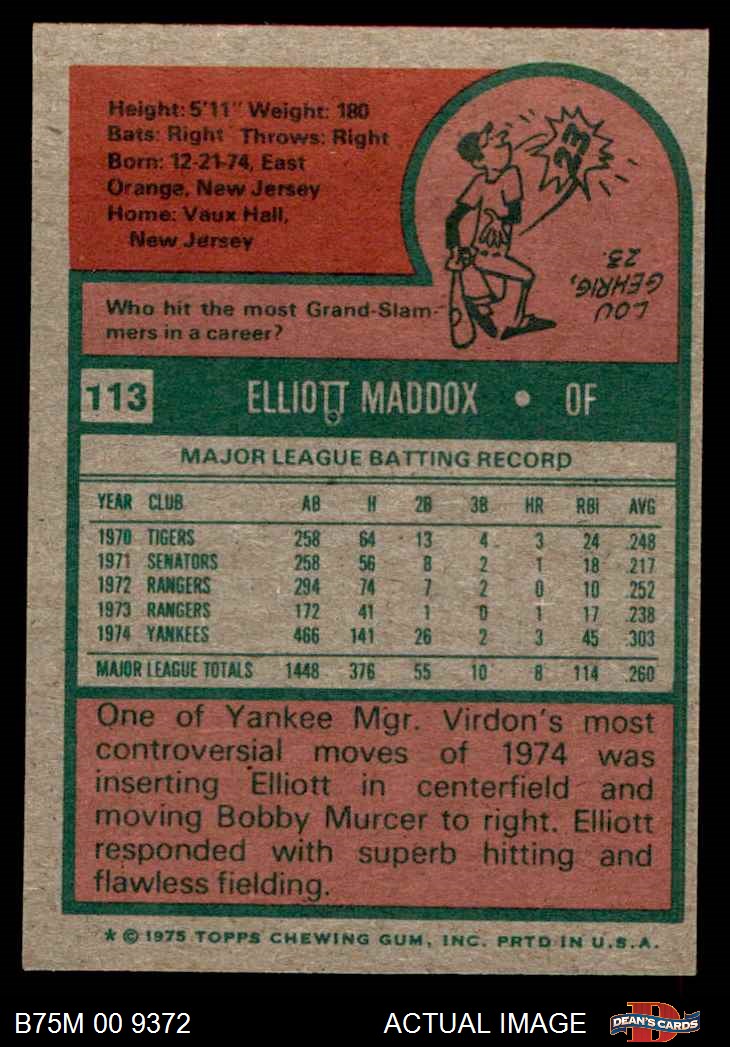 Height: 5'11" Weight: 180
Bats: Right Throws: Right
Born: 12-21-74, East
Orange, New Jersey
Home: Vaux Hall,
New Jersey
23
LOU
GEHRIG,
23.
Who hit the most Grand-Slam-
mers in a career?
113 ELLIOTT MADDOX • OF
MAJOR LEAGUE BATTING RECORD
YEAR CLUB AB H 2B 3B HR RBI AVG
1970 TIGERS 258 64 13 4 3 24 .248
1971 SENATORS 258 56 8 2 1 18 .217
1972 RANGERS 294 74 7 2 0 10 .252
1973 RANGERS 172 41 1 0 1 17 .238
1974 YANKEES 466 141 26 2 3 45 .303
MAJOR LEAGUE TOTALS 1448 376 55 10 8 114 .260
One of Yankee Mgr. Virdon's most
controversial moves of 1974 was
inserting Elliott in centerfield and
moving Bobby Murcer to right. Elliott
responded with superb hitting and
flawless fielding.
* © 1975 TOPPS CHEWING GUM, INC. PRTD IN U.S.A.
B75M 00 9372 ACTUAL IMAGE
D
DEAN'S CARDS